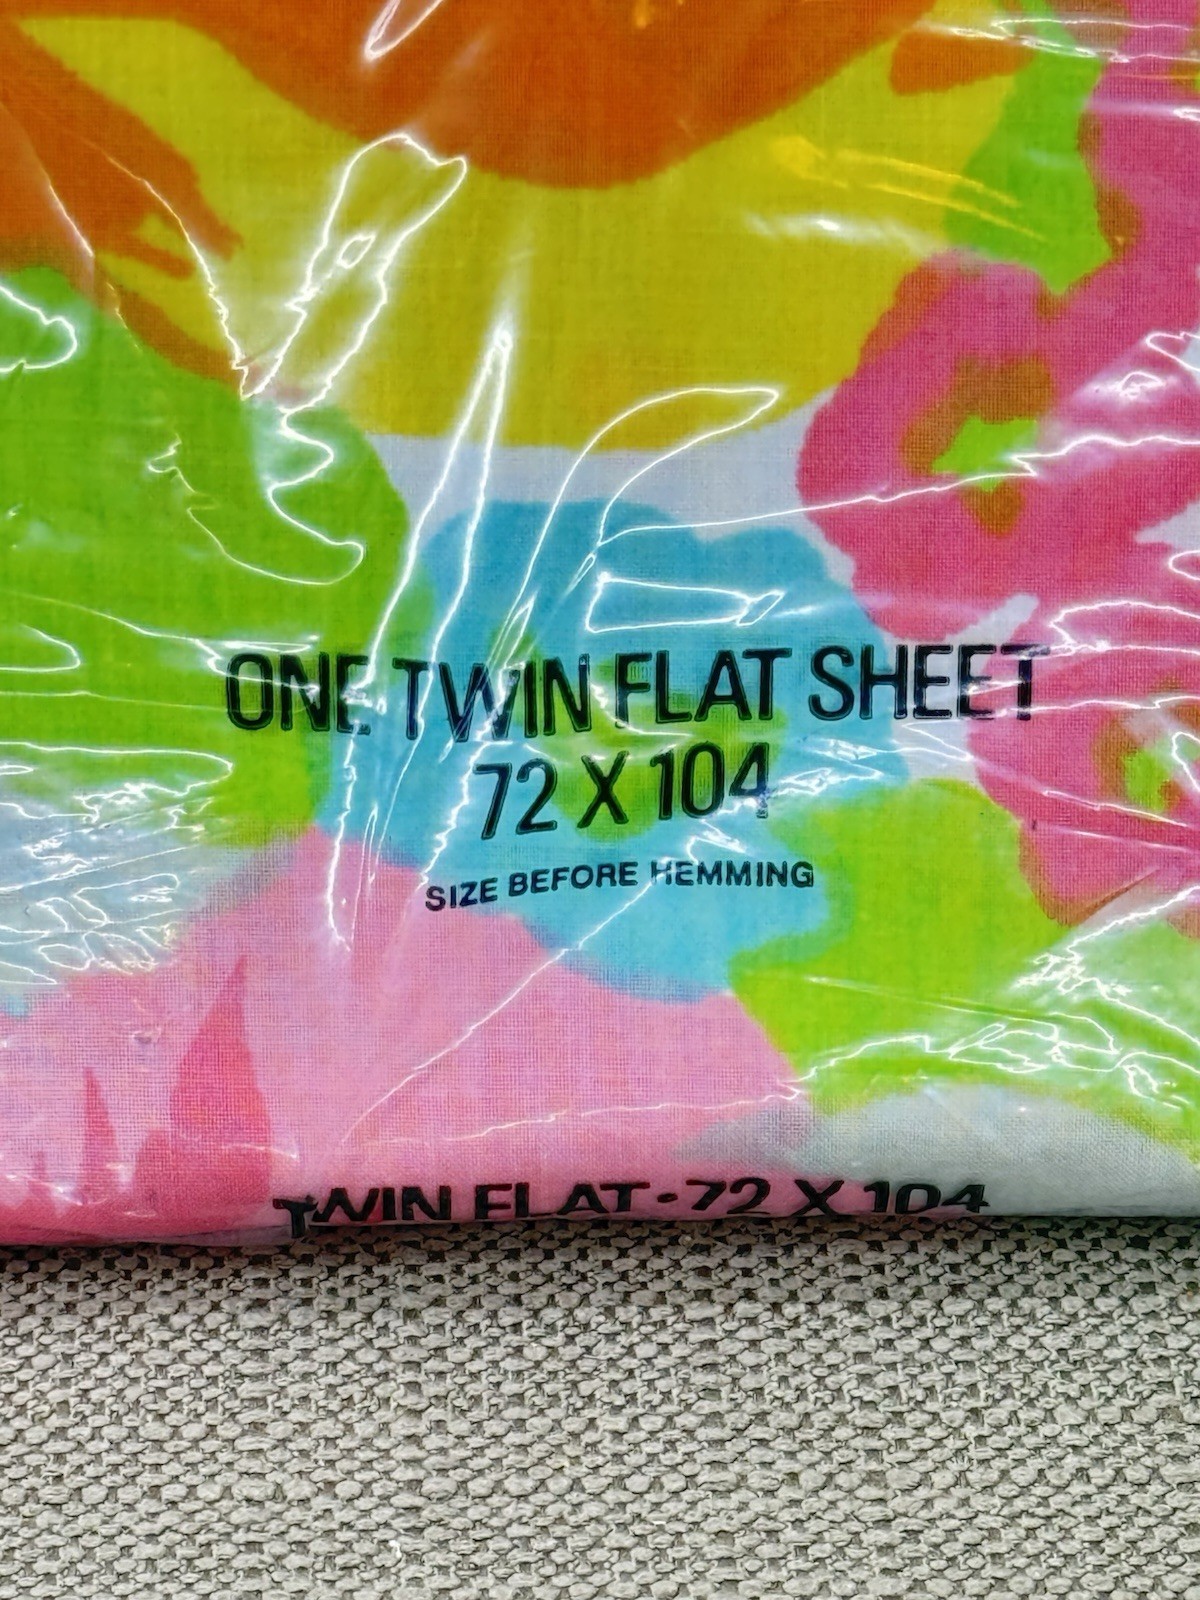 ONE TWIN FLAT SHEET
72 X 104
SIZE BEFORE HEMMING
TWIN FLAT · 72 X 104